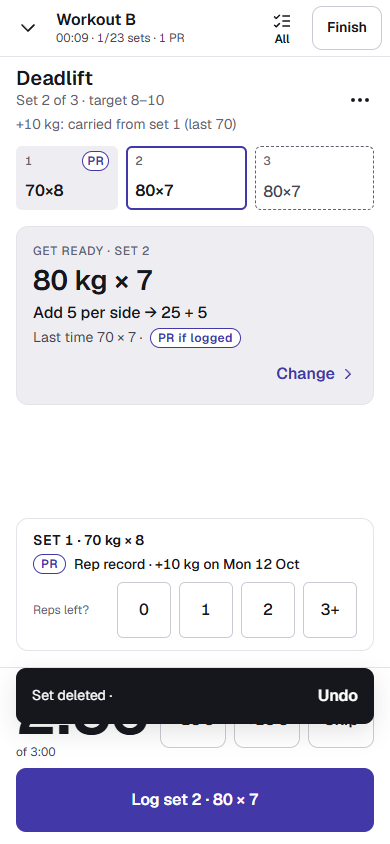 Workout B
00:09 · 1/23 sets · 1 PR
All
Finish
Deadlift
Set 2 of 3 · target 8–10
+10 kg: carried from set 1 (last 70)
1
PR
70×8
2
80×7
3
80×7
GET READY · SET 2
80 kg × 7
Add 5 per side → 25 + 5
Last time 70 × 7 ·
PR if logged
Change
SET 1 · 70 kg × 8
PR
Rep record · +10 kg on Mon 12 Oct
Reps left?
0
1
2
3+
Set deleted ·
Undo
of 3:00
Log set 2 · 80 × 7